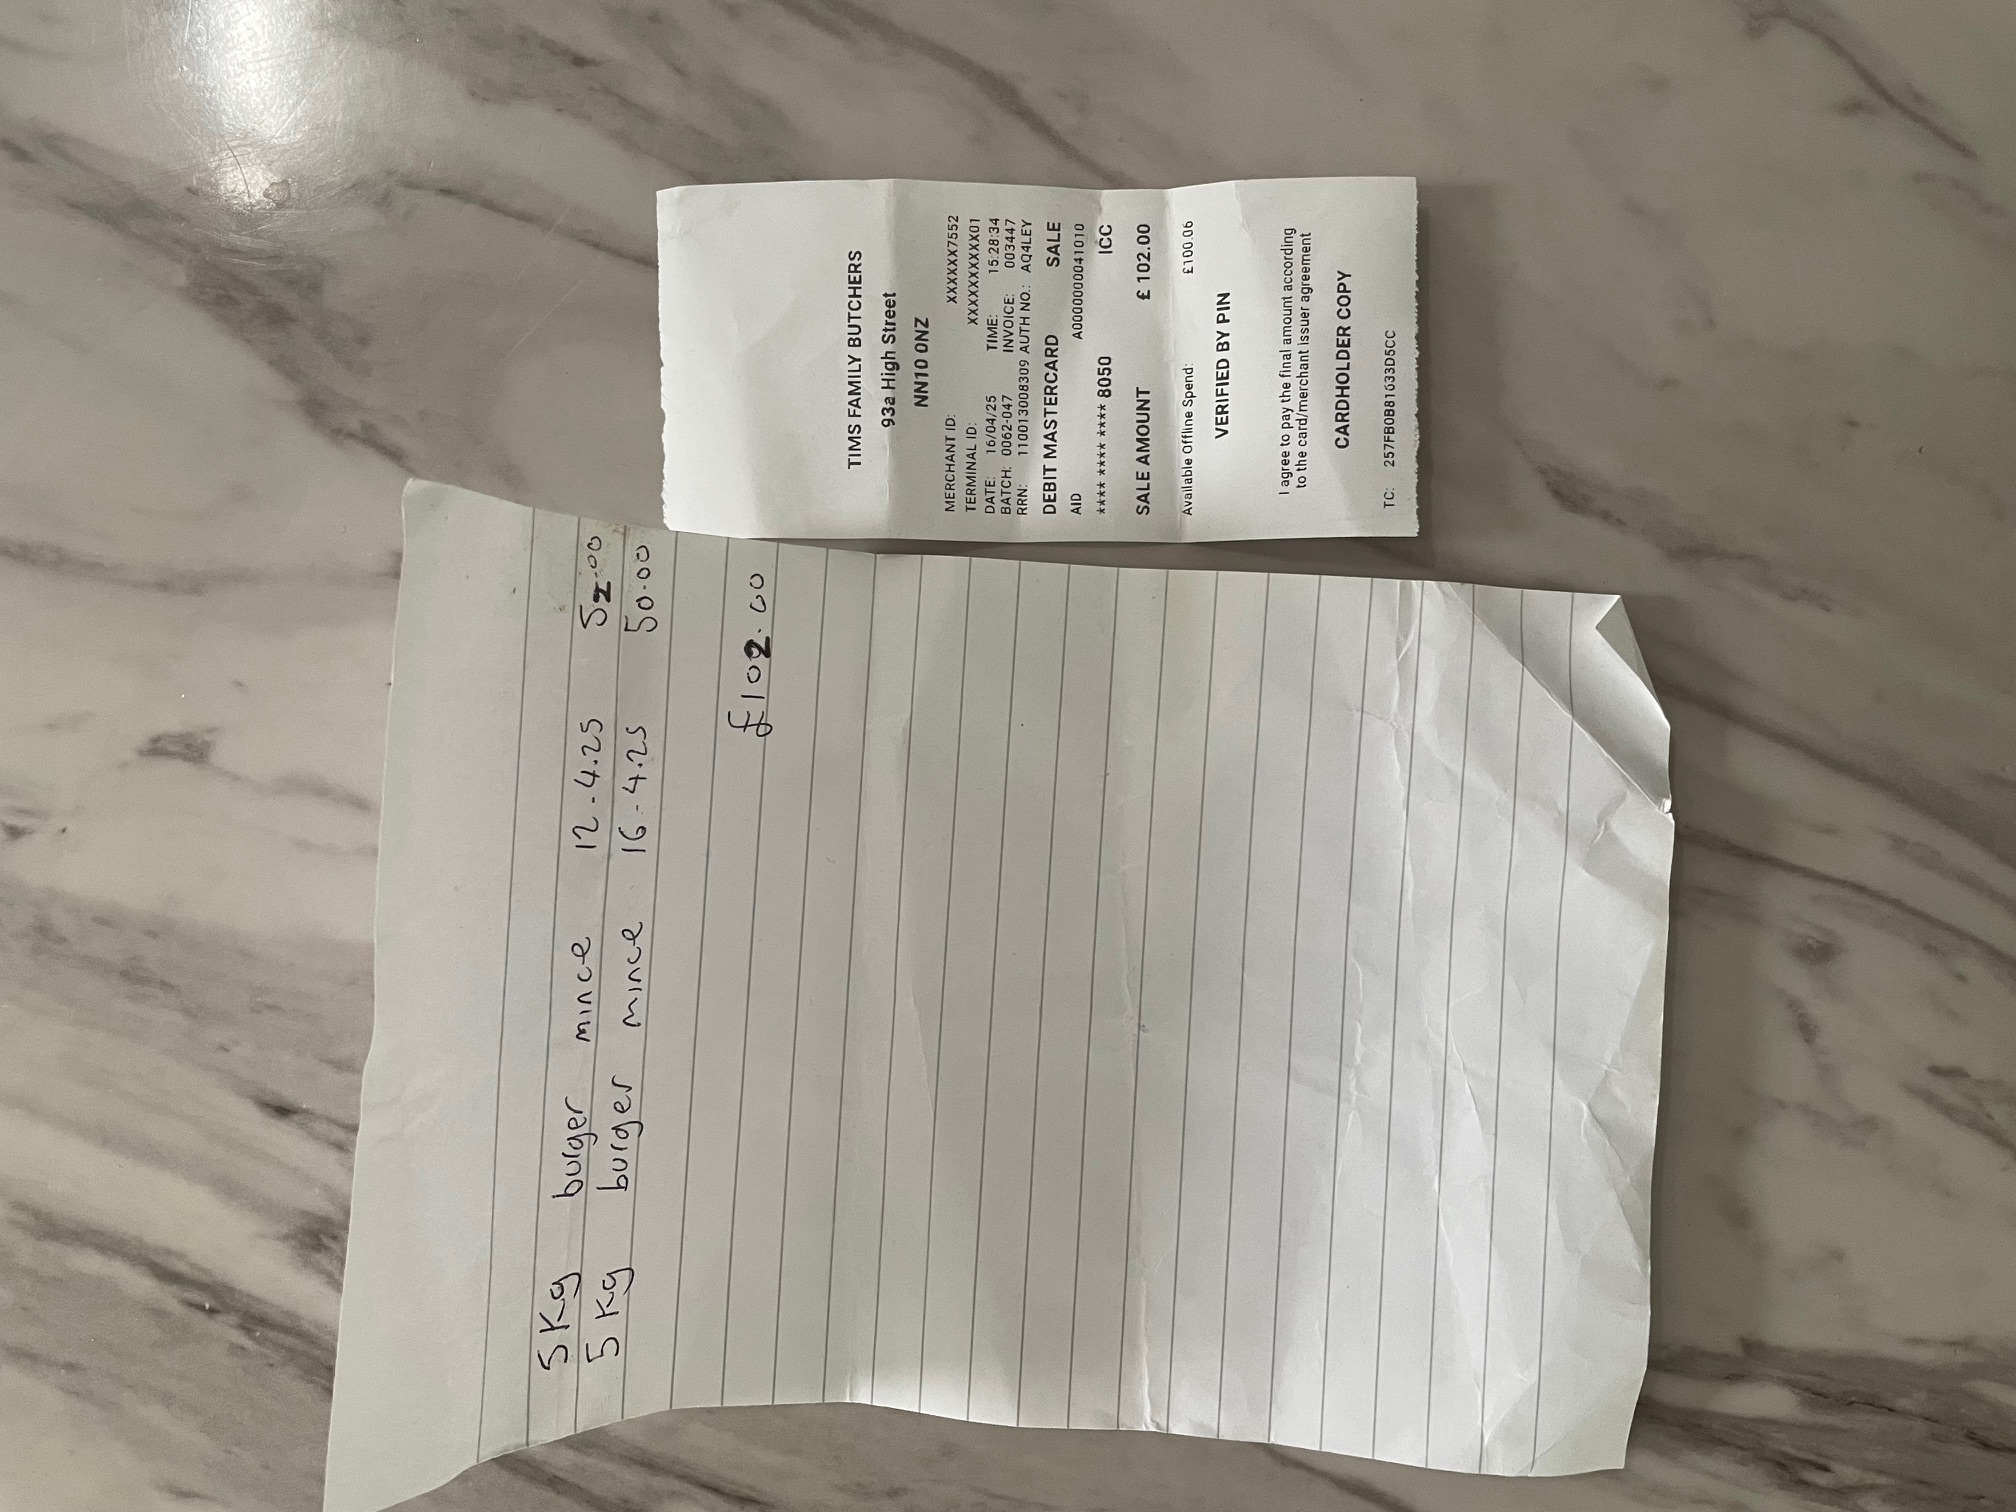 5Kg burger mince 12.4.25 52.00
5Kg burger mince 16.4.25 50.00
£102.00
TIMS FAMILY BUTCHERS
93a High Street
NN10 0NZ
MERCHANT ID: XXXXXX7552
TERMINAL ID: XXXXXXXXXX01
DATE: 16/04/25 TIME: 15:28:34
BATCH: 0062-047 INVOICE: 003447
RRN: 110013008309 AUTH NO.: AQ4LEY
DEBIT MASTERCARD SALE
AID A0000000041010
**** **** **** 8050 ICC
SALE AMOUNT £ 102.00
Available Offline Spend: £100.06
VERIFIED BY PIN
I agree to pay the final amount according
to the card/merchant issuer agreement
CARDHOLDER COPY
TC: 257FB0B81633D5CC